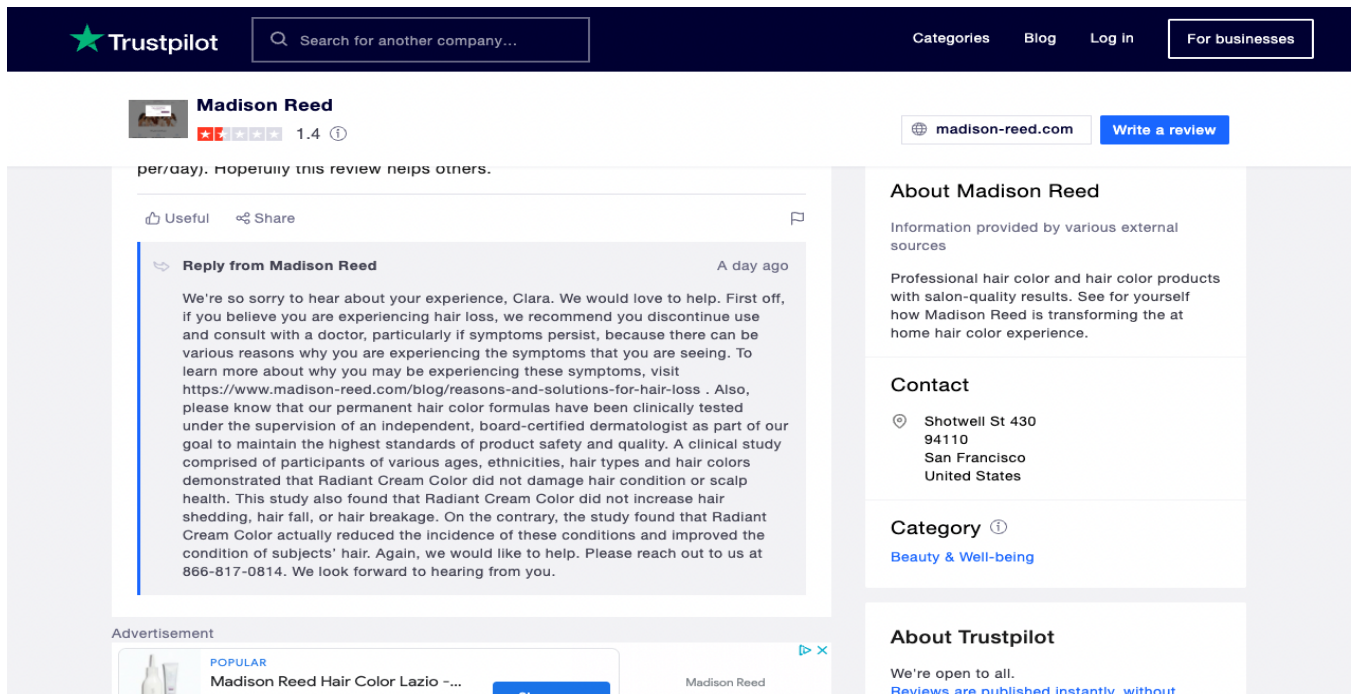 Trustpilot
Search for another company...
Categories
Blog
Log in
For businesses
Madison Reed
1.4
madison-reed.com
Write a review
per/day). Hopefully this review helps others.
Useful
Share
Reply from Madison Reed
A day ago
We're so sorry to hear about your experience, Clara. We would love to help. First off,
if you believe you are experiencing hair loss, we recommend you discontinue use
and consult with a doctor, particularly if symptoms persist, because there can be
various reasons why you are experiencing the symptoms that you are seeing. To
learn more about why you may be experiencing these symptoms, visit
https://www.madison-reed.com/blog/reasons-and-solutions-for-hair-loss . Also,
please know that our permanent hair color formulas have been clinically tested
under the supervision of an independent, board-certified dermatologist as part of our
goal to maintain the highest standards of product safety and quality. A clinical study
comprised of participants of various ages, ethnicities, hair types and hair colors
demonstrated that Radiant Cream Color did not damage hair condition or scalp
health. This study also found that Radiant Cream Color did not increase hair
shedding, hair fall, or hair breakage. On the contrary, the study found that Radiant
Cream Color actually reduced the incidence of these conditions and improved the
condition of subjects' hair. Again, we would like to help. Please reach out to us at
866-817-0814. We look forward to hearing from you.
Advertisement
POPULAR
Madison Reed Hair Color Lazio -...
Madison Reed
About Madison Reed
Information provided by various external
sources
Professional hair color and hair color products
with salon-quality results. See for yourself
how Madison Reed is transforming the at
home hair color experience.
Contact
Shotwell St 430
94110
San Francisco
United States
Category
Beauty & Well-being
About Trustpilot
We're open to all.
Reviews are published instantly, without